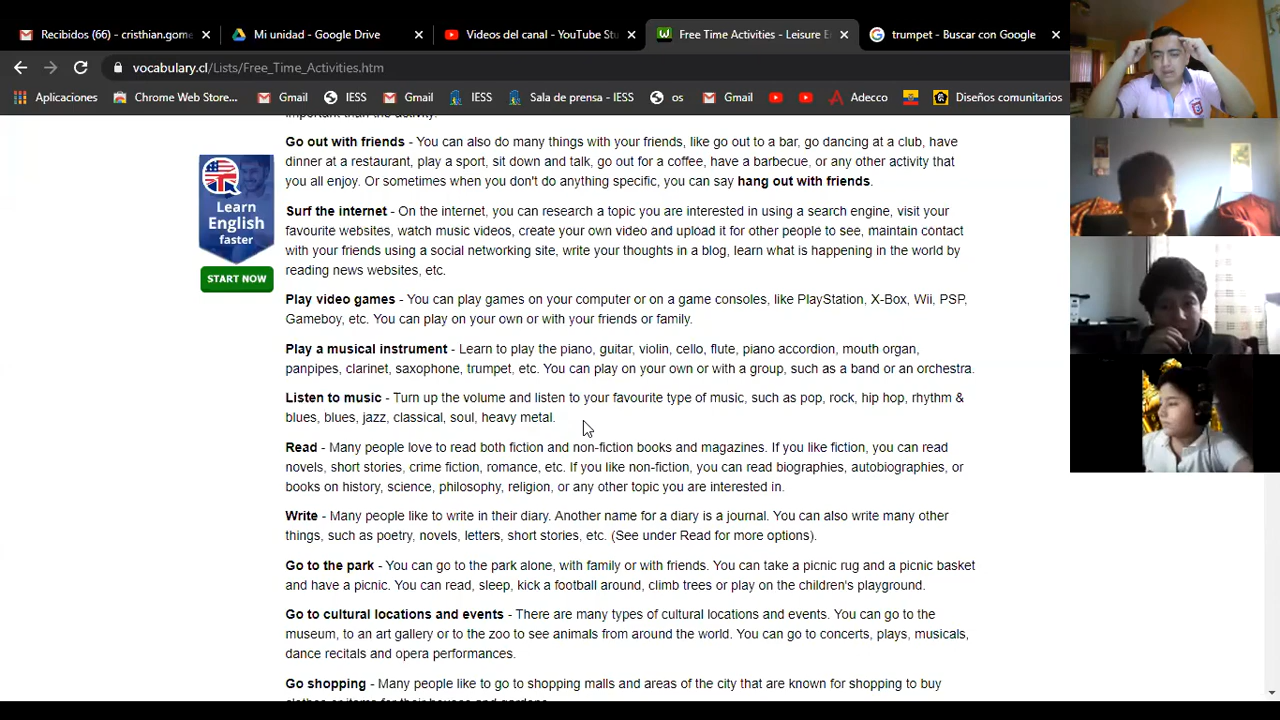 Recibidos (66) - cristhian.gome
Mi unidad - Google Drive
Videos del canal - YouTube Stu
Free Time Activities - Leisure E
trumpet - Buscar con Google
vocabulary.cl/Lists/Free_Time_Activities.htm
Aplicaciones
Chrome Web Store...
Gmail
IESS
Gmail
IESS
Sala de prensa - IESS
os
Gmail
Adecco
Diseños comunitarios
important than the activity.
Go out with friends - You can also do many things with your friends, like go out to a bar, go dancing at a club, have
dinner at a restaurant, play a sport, sit down and talk, go out for a coffee, have a barbecue, or any other activity that
you all enjoy. Or sometimes when you don't do anything specific, you can say hang out with friends.
Learn
English
faster
START NOW
Surf the internet - On the internet, you can research a topic you are interested in using a search engine, visit your
favourite websites, watch music videos, create your own video and upload it for other people to see, maintain contact
with your friends using a social networking site, write your thoughts in a blog, learn what is happening in the world by
reading news websites, etc.
Play video games - You can play games on your computer or on a game consoles, like PlayStation, X-Box, Wii, PSP,
Gameboy, etc. You can play on your own or with your friends or family.
Play a musical instrument - Learn to play the piano, guitar, violin, cello, flute, piano accordion, mouth organ,
panpipes, clarinet, saxophone, trumpet, etc. You can play on your own or with a group, such as a band or an orchestra.
Listen to music - Turn up the volume and listen to your favourite type of music, such as pop, rock, hip hop, rhythm &
blues, blues, jazz, classical, soul, heavy metal.
Read - Many people love to read both fiction and non-fiction books and magazines. If you like fiction, you can read
novels, short stories, crime fiction, romance, etc. If you like non-fiction, you can read biographies, autobiographies, or
books on history, science, philosophy, religion, or any other topic you are interested in.
Write - Many people like to write in their diary. Another name for a diary is a journal. You can also write many other
things, such as poetry, novels, letters, short stories, etc. (See under Read for more options).
Go to the park - You can go to the park alone, with family or with friends. You can take a picnic rug and a picnic basket
and have a picnic. You can read, sleep, kick a football around, climb trees or play on the children's playground.
Go to cultural locations and events - There are many types of cultural locations and events. You can go to the
museum, to an art gallery or to the zoo to see animals from around the world. You can go to concerts, plays, musicals,
dance recitals and opera performances.
Go shopping - Many people like to go to shopping malls and areas of the city that are known for shopping to buy